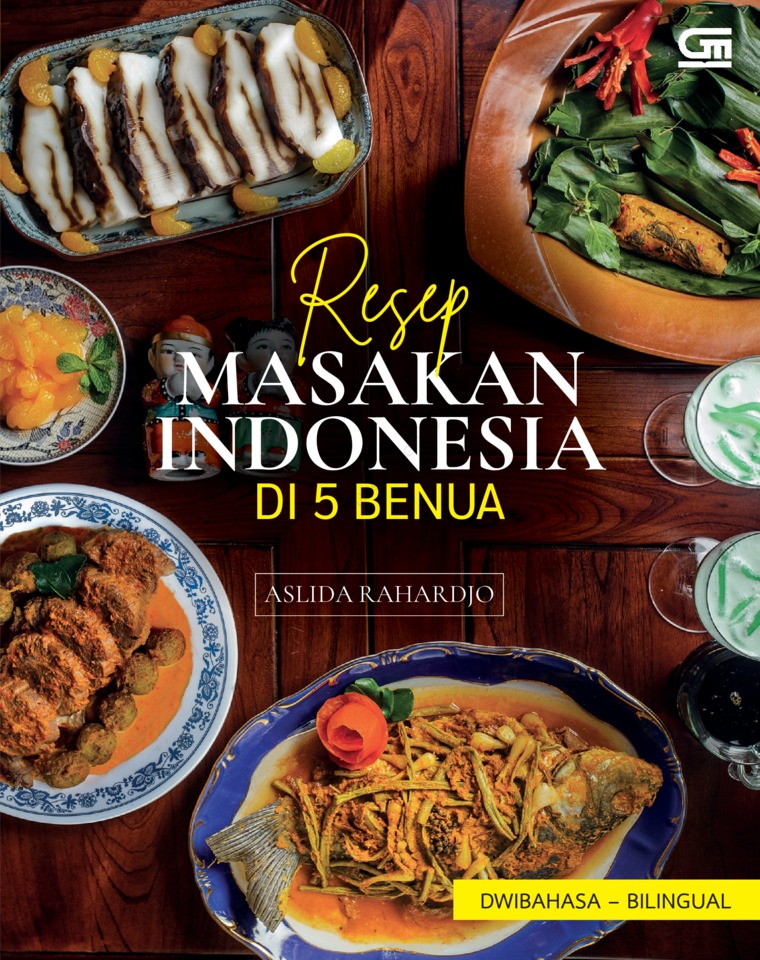 Resep
MASAKAN
INDONESIA
DI 5 BENUA
ASLIDA RAHARDJO
DWIBAHASA – BILINGUAL